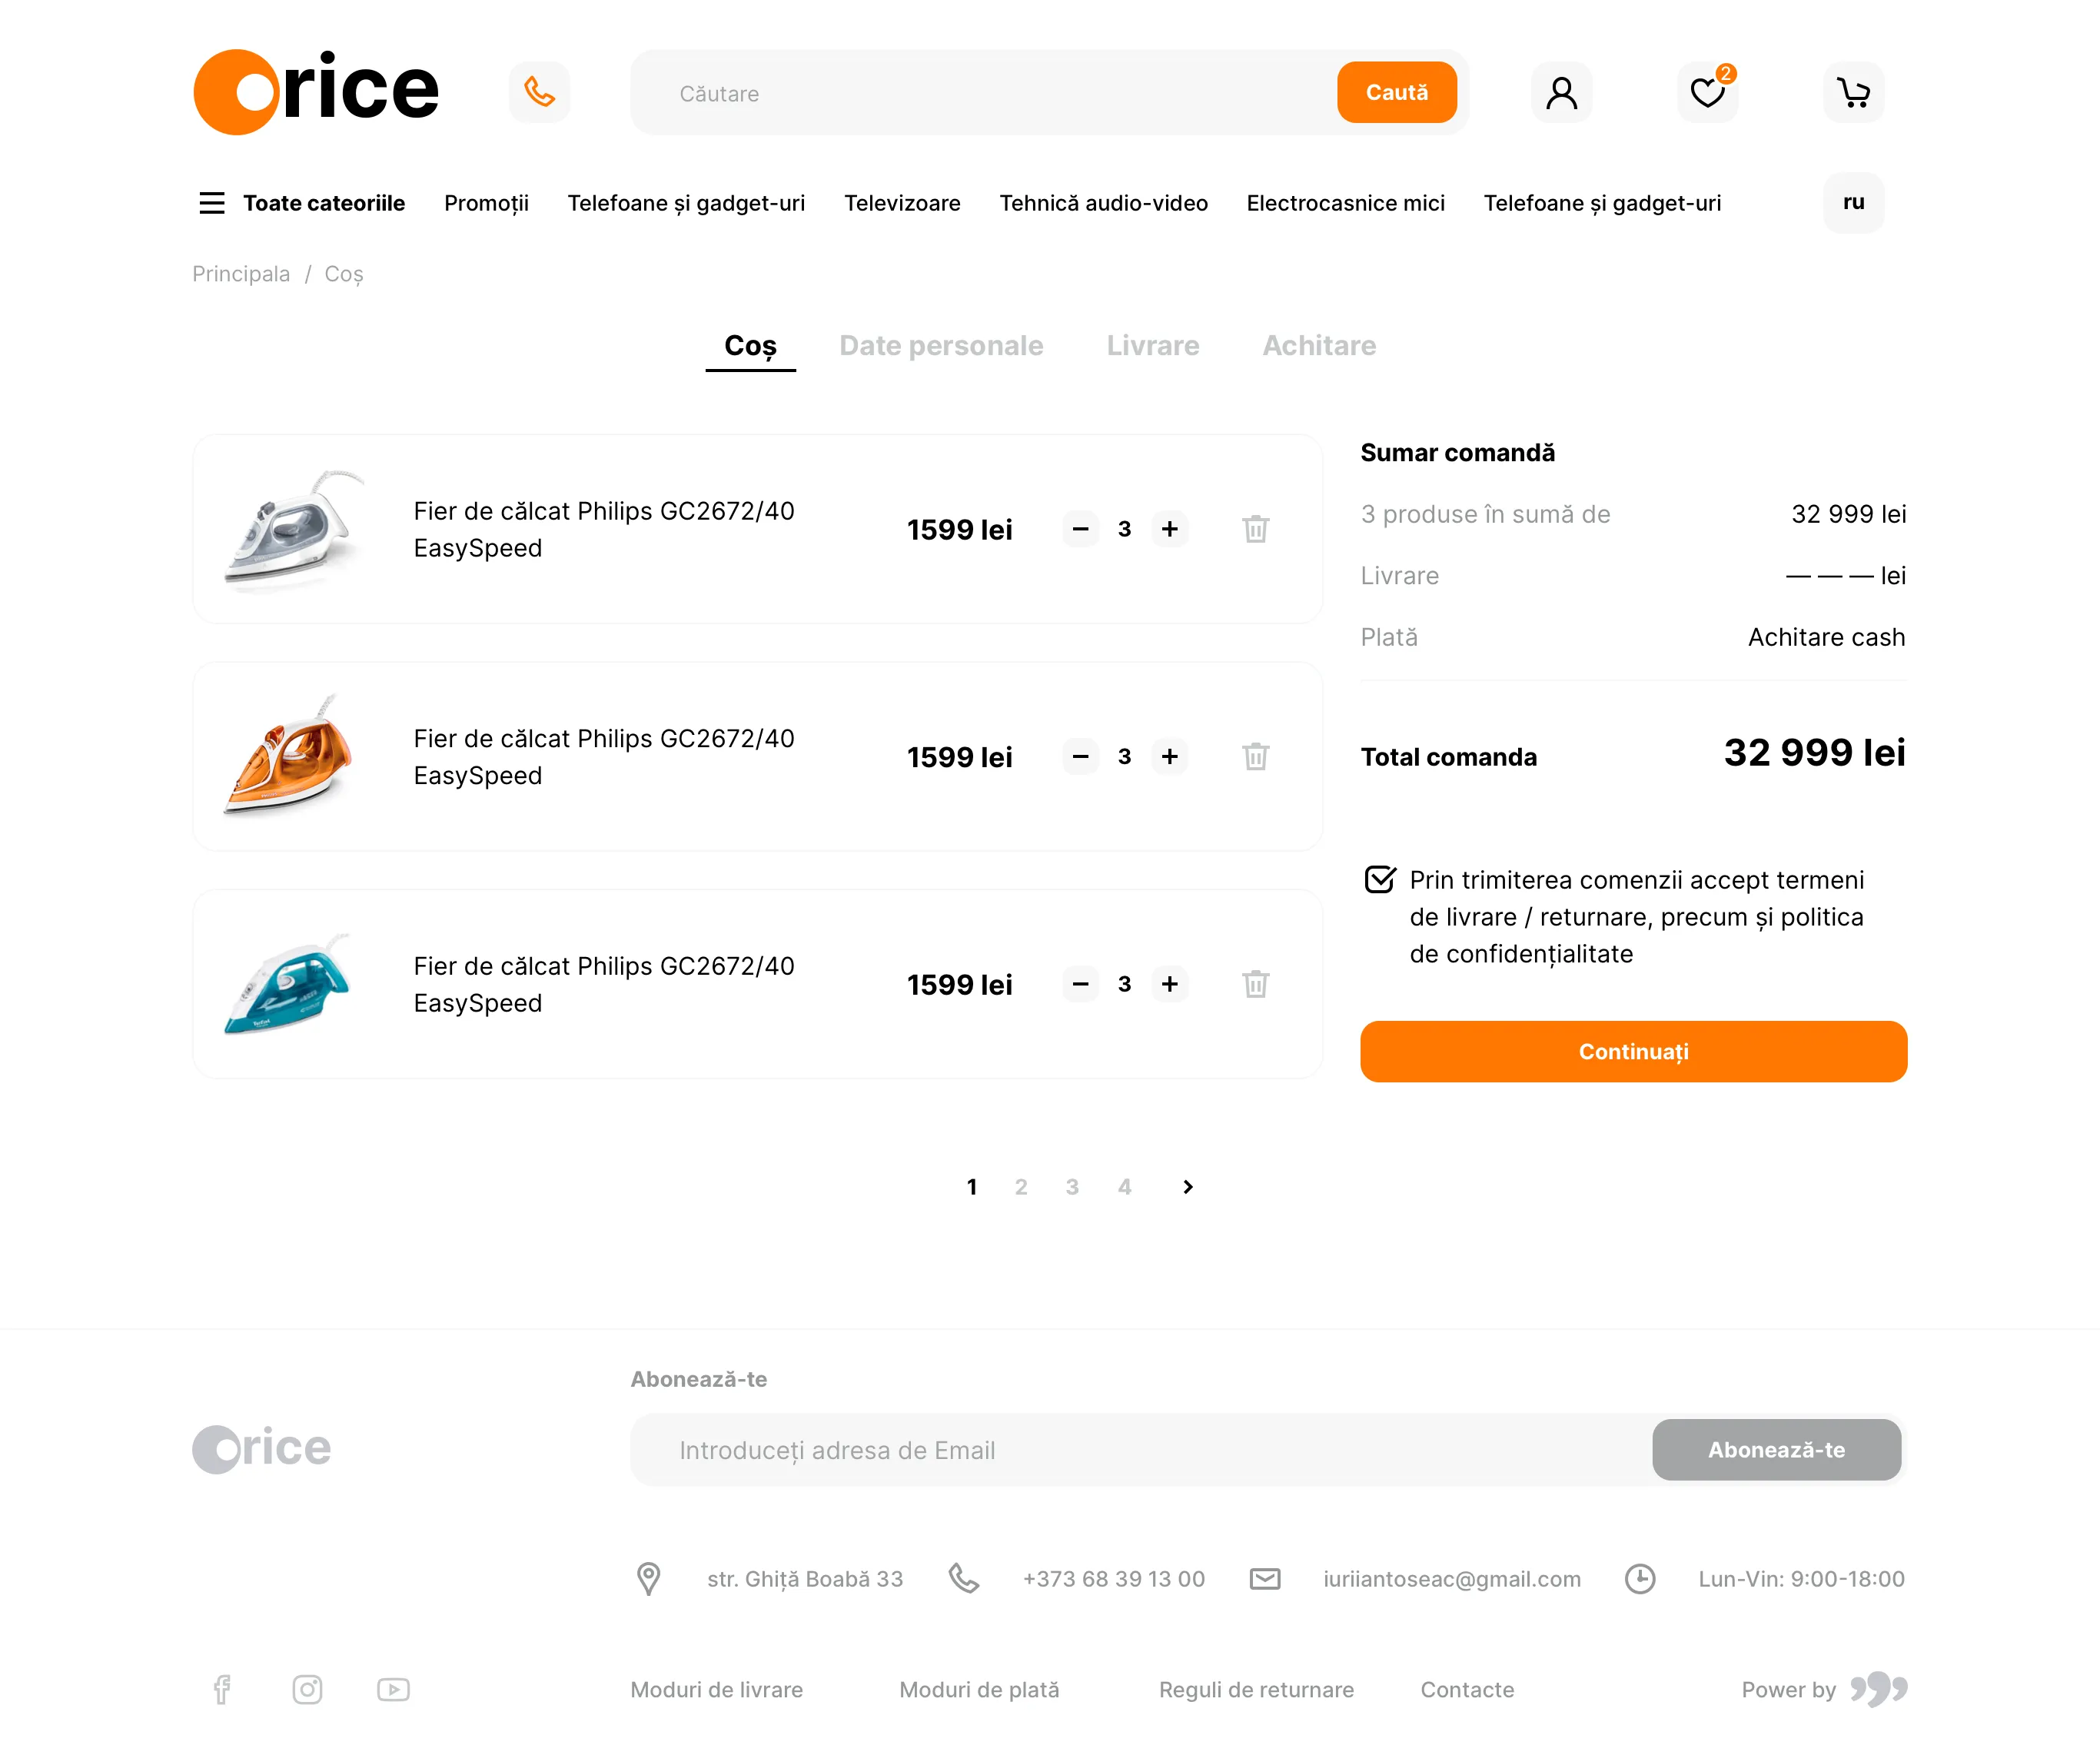 Orice
Căutare
Caută
2
Toate cateoriile
Promoții
Telefoane și gadget-uri
Televizoare
Tehnică audio-video
Electrocasnice mici
Telefoane și gadget-uri
ru
Principala / Coș
Coș
Date personale
Livrare
Achitare
Fier de călcat Philips GC2672/40
EasySpeed
1599 lei
3
Fier de călcat Philips GC2672/40
EasySpeed
1599 lei
3
Fier de călcat Philips GC2672/40
EasySpeed
1599 lei
3
Sumar comandă
3 produse în sumă de
32 999 lei
Livrare
— — — lei
Plată
Achitare cash
Total comanda
32 999 lei
Prin trimiterea comenzii accept termeni
de livrare / returnare, precum și politica
de confidențialitate
Continuați
1 2 3 4
Abonează-te
Orice
Introduceți adresa de Email
Abonează-te
str. Ghiță Boabă 33
+373 68 39 13 00
iuriiantoseac@gmail.com
Lun-Vin: 9:00-18:00
Moduri de livrare
Moduri de plată
Reguli de returnare
Contacte
Power by